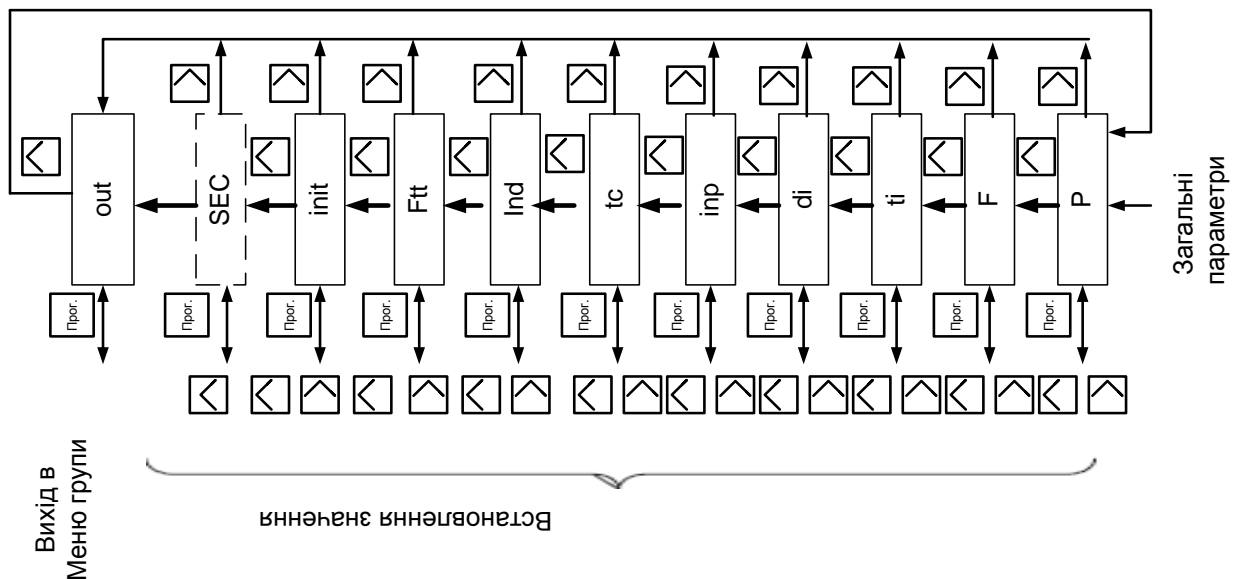 out
SEC
init
Ftt
Ind
tc
inp
di
ti
F
P
Прог.
Прог.
Прог.
Прог.
Прог.
Прог.
Прог.
Прог.
Прог.
Прог.
Прог.
Загальні
параметри
Вихід в
Меню групи
Встановлення значення